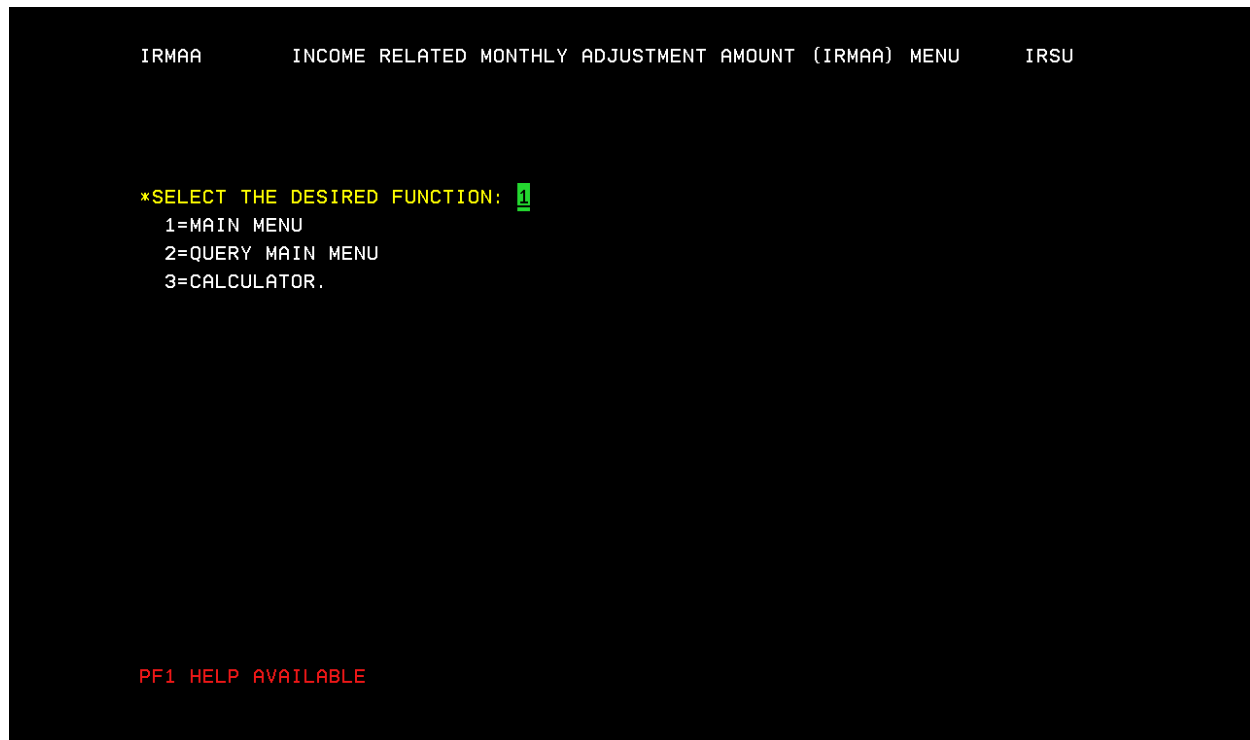 IRMAA INCOME RELATED MONTHLY ADJUSTMENT AMOUNT (IRMAA) MENU IRSU
*SELECT THE DESIRED FUNCTION: 1
1=MAIN MENU
2=QUERY MAIN MENU
3=CALCULATOR.
PF1 HELP AVAILABLE